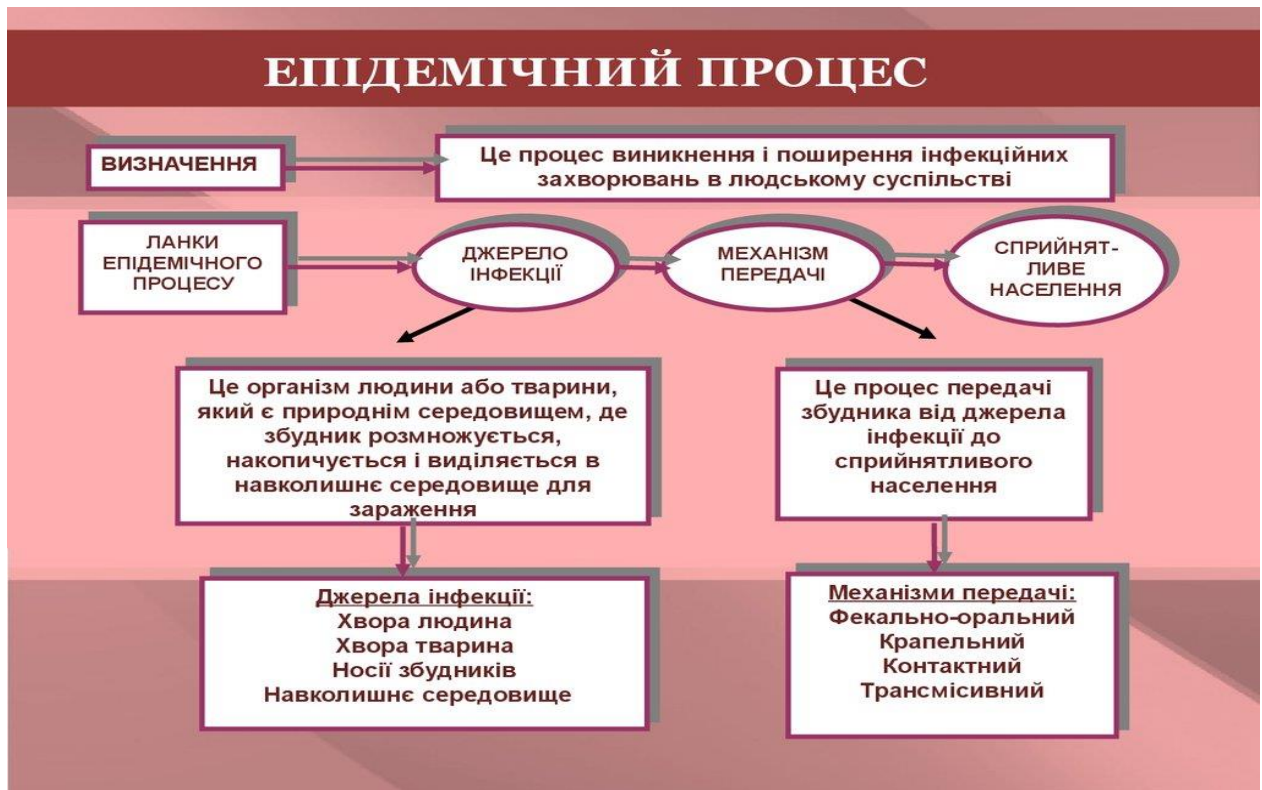 ЕПІДЕМІЧНИЙ ПРОЦЕС
ВИЗНАЧЕННЯ
Це процес виникнення і поширення інфекційних
захворювань в людському суспільстві
ЛАНКИ
ЕПІДЕМІЧНОГО
ПРОЦЕСУ
ДЖЕРЕЛО
ІНФЕКЦІЇ
МЕХАНІЗМ
ПЕРЕДАЧІ
СПРИЙНЯТ-
ЛИВЕ
НАСЕЛЕННЯ
Це організм людини або тварини,
який є природнім середовищем, де
збудник розмножується,
накопичується і виділяється в
навколишнє середовище для
зараження
Це процес передачі
збудника від джерела
інфекції до
сприйнятливого
населення
Джерела інфекції:
Хвора людина
Хвора тварина
Носії збудників
Навколишнє середовище
Механізми передачі:
Фекально-оральний
Крапельний
Контактний
Трансмісивний